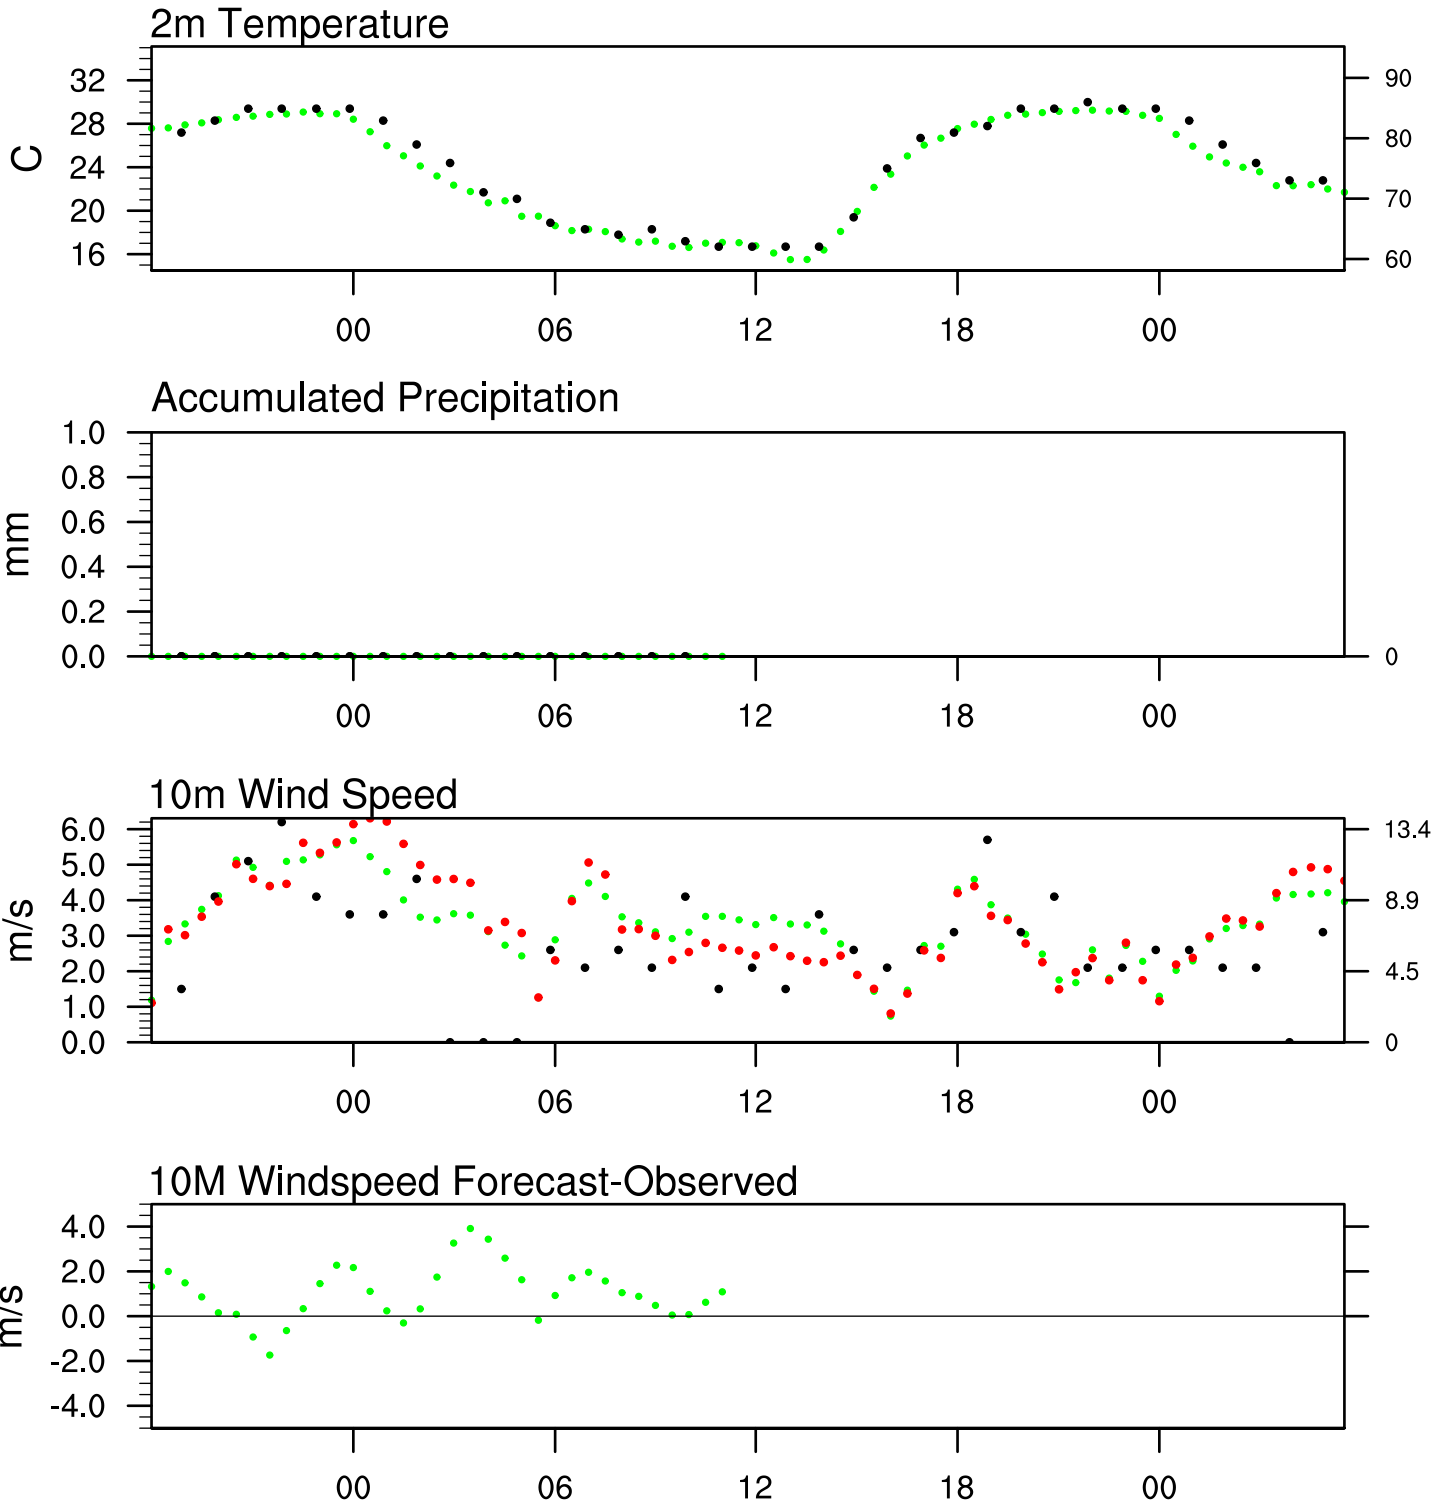 2m Temperature
32
28
24
20
16
C
90
80
70
60
00 06 12 18 00
Accumulated Precipitation
1.0
0.8
0.6
0.4
0.2
0.0
mm
0
00 06 12 18 00
10m Wind Speed
6.0
5.0
4.0
3.0
2.0
1.0
0.0
m/s
13.4
8.9
4.5
0
00 06 12 18 00
10M Windspeed Forecast-Observed
4.0
2.0
0.0
-2.0
-4.0
m/s
00 06 12 18 00